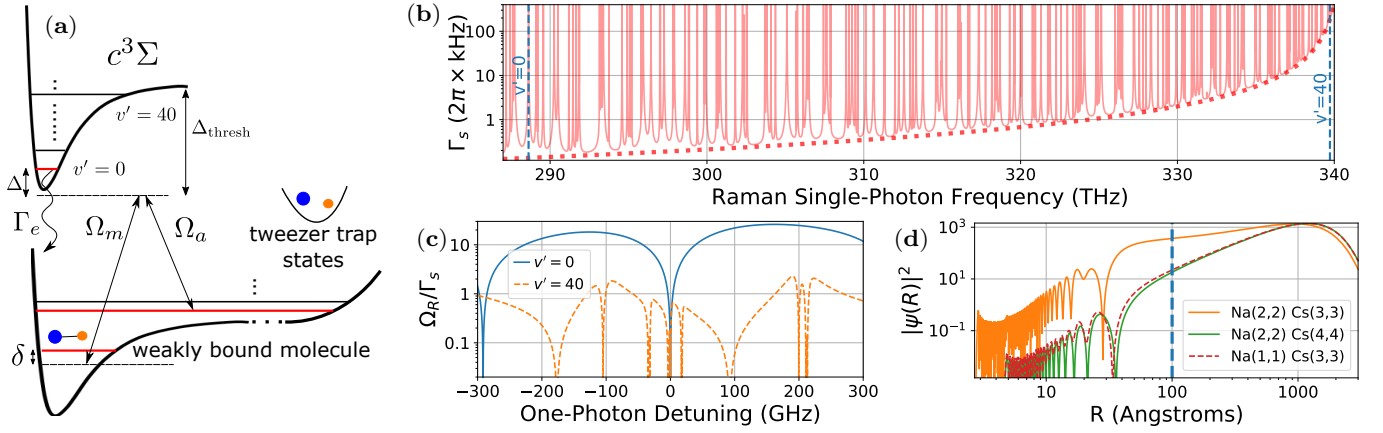 (a)
c³Σ
v′ = 40
Δthresh
v′ = 0
Δ
Γe
Ωm
Ωa
tweezer trap
states
weakly bound molecule
δ
(b)
Γs (2π × kHz)
100
10
1
v′=0
v′=40
290
300
310
320
330
340
Raman Single-Photon Frequency (THz)
(c)
ΩR/Γs
10
1
0.1
v′ = 0
v′ = 40
−300
−200
−100
0
100
200
300
One-Photon Detuning (GHz)
(d)
|ψ(R)|²
10³
10¹
10⁻¹
Na(2,2) Cs(3,3)
Na(2,2) Cs(4,4)
Na(1,1) Cs(3,3)
10
100
1000
R (Angstroms)